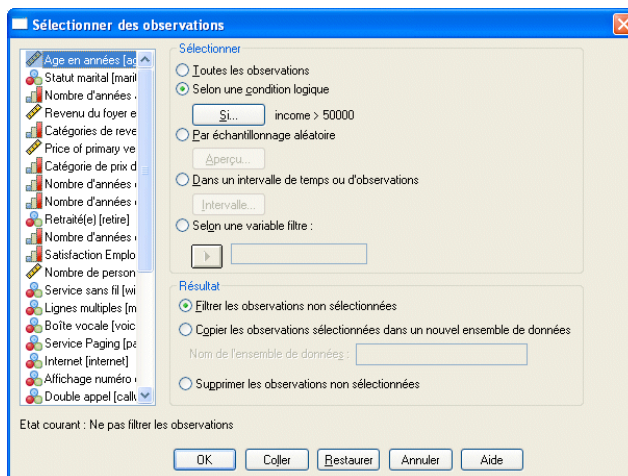 Sélectionner des observations
Age en années [ag
Statut marital [marit
Nombre d'années
Revenu du foyer e
Catégories de reve
Price of primary ve
Catégorie de prix d
Nombre d'années
Nombre d'années
Retraité(e) [retire]
Nombre d'années
Satisfaction Emplo
Nombre de person
Service sans fil [wi
Lignes multiples [m
Boîte vocale [voic
Service Paging [pa
Internet [internet]
Affichage numéro
Double appel [callw
Sélectionner
Toutes les observations
Selon une condition logique
Si... income > 50000
Par échantillonnage aléatoire
Aperçu...
Dans un intervalle de temps ou d'observations
Intervalle...
Selon une variable filtre :
Résultat
Filtrer les observations non sélectionnées
Copier les observations sélectionnées dans un nouvel ensemble de données
Nom de l'ensemble de données :
Supprimer les observations non sélectionnées
Etat courant : Ne pas filtrer les observations
OK Coller Restaurer Annuler Aide